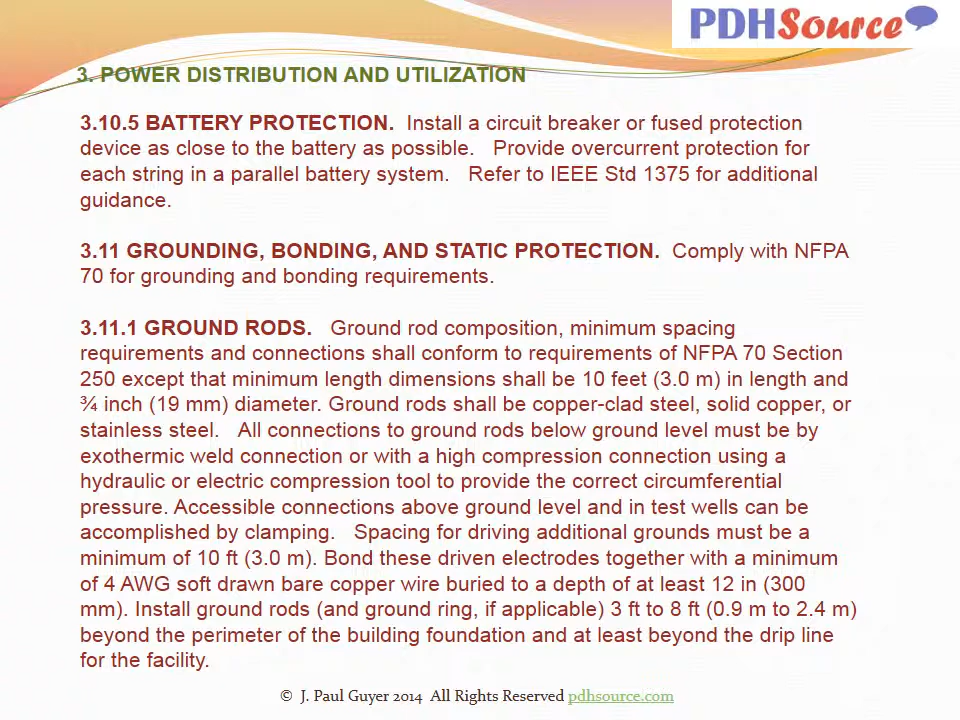 PDHSource
3. POWER DISTRIBUTION AND UTILIZATION
3.10.5 BATTERY PROTECTION. Install a circuit breaker or fused protection
device as close to the battery as possible. Provide overcurrent protection for
each string in a parallel battery system. Refer to IEEE Std 1375 for additional
guidance.
3.11 GROUNDING, BONDING, AND STATIC PROTECTION. Comply with NFPA
70 for grounding and bonding requirements.
3.11.1 GROUND RODS. Ground rod composition, minimum spacing
requirements and connections shall conform to requirements of NFPA 70 Section
250 except that minimum length dimensions shall be 10 feet (3.0 m) in length and
¾ inch (19 mm) diameter. Ground rods shall be copper-clad steel, solid copper, or
stainless steel. All connections to ground rods below ground level must be by
exothermic weld connection or with a high compression connection using a
hydraulic or electric compression tool to provide the correct circumferential
pressure. Accessible connections above ground level and in test wells can be
accomplished by clamping. Spacing for driving additional grounds must be a
minimum of 10 ft (3.0 m). Bond these driven electrodes together with a minimum
of 4 AWG soft drawn bare copper wire buried to a depth of at least 12 in (300
mm). Install ground rods (and ground ring, if applicable) 3 ft to 8 ft (0.9 m to 2.4 m)
beyond the perimeter of the building foundation and at least beyond the drip line
for the facility.
© J. Paul Guyer 2014 All Rights Reserved pdhsource.com